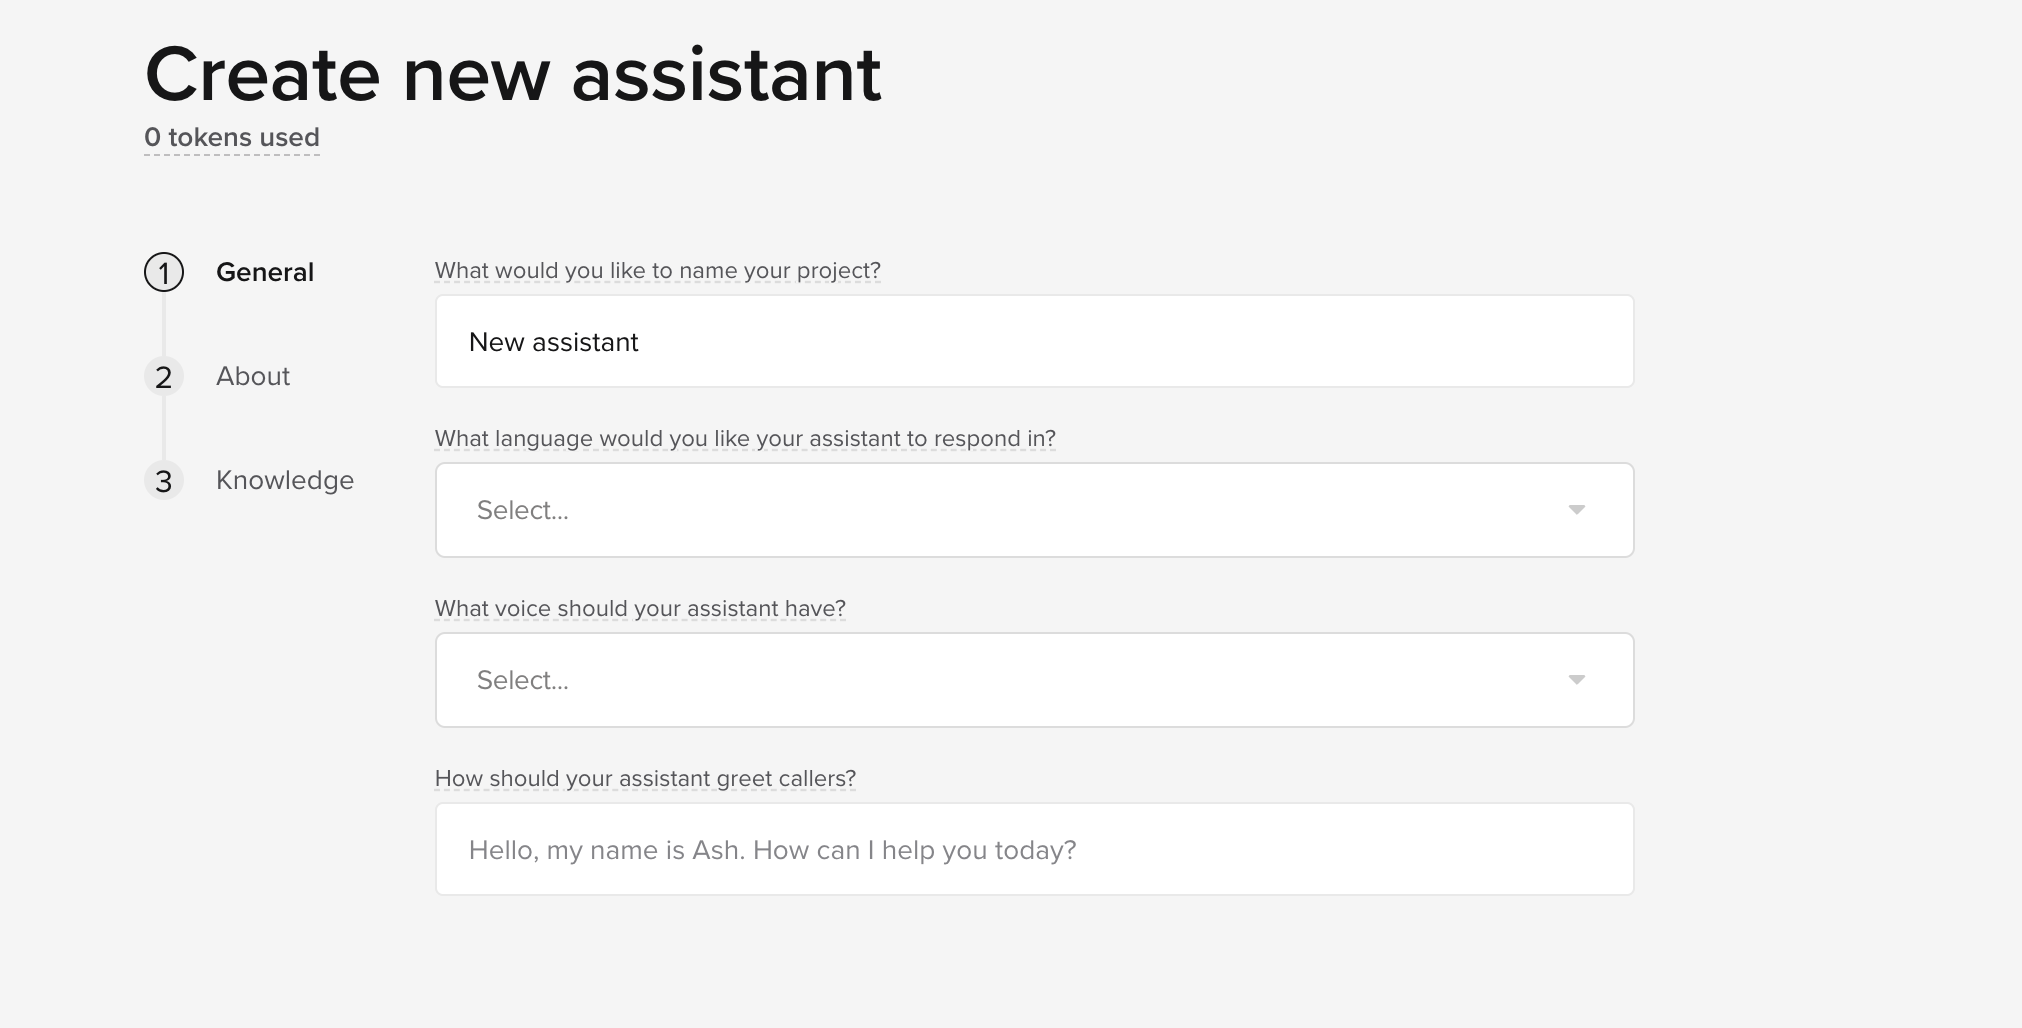 Create new assistant
0 tokens used
1 General
2 About
3 Knowledge
What would you like to name your project?
New assistant
What language would you like your assistant to respond in?
Select...
What voice should your assistant have?
Select...
How should your assistant greet callers?
Hello, my name is Ash. How can I help you today?